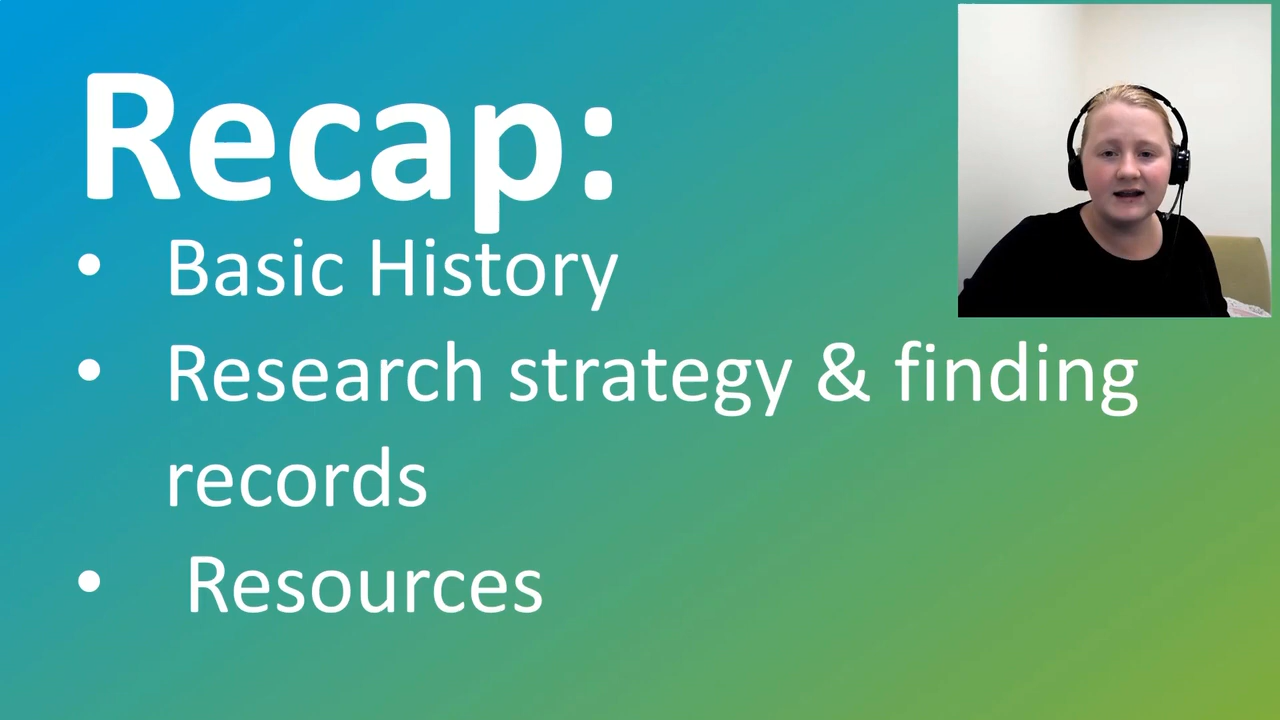 Recap:
• Basic History
• Research strategy & finding
records
• Resources